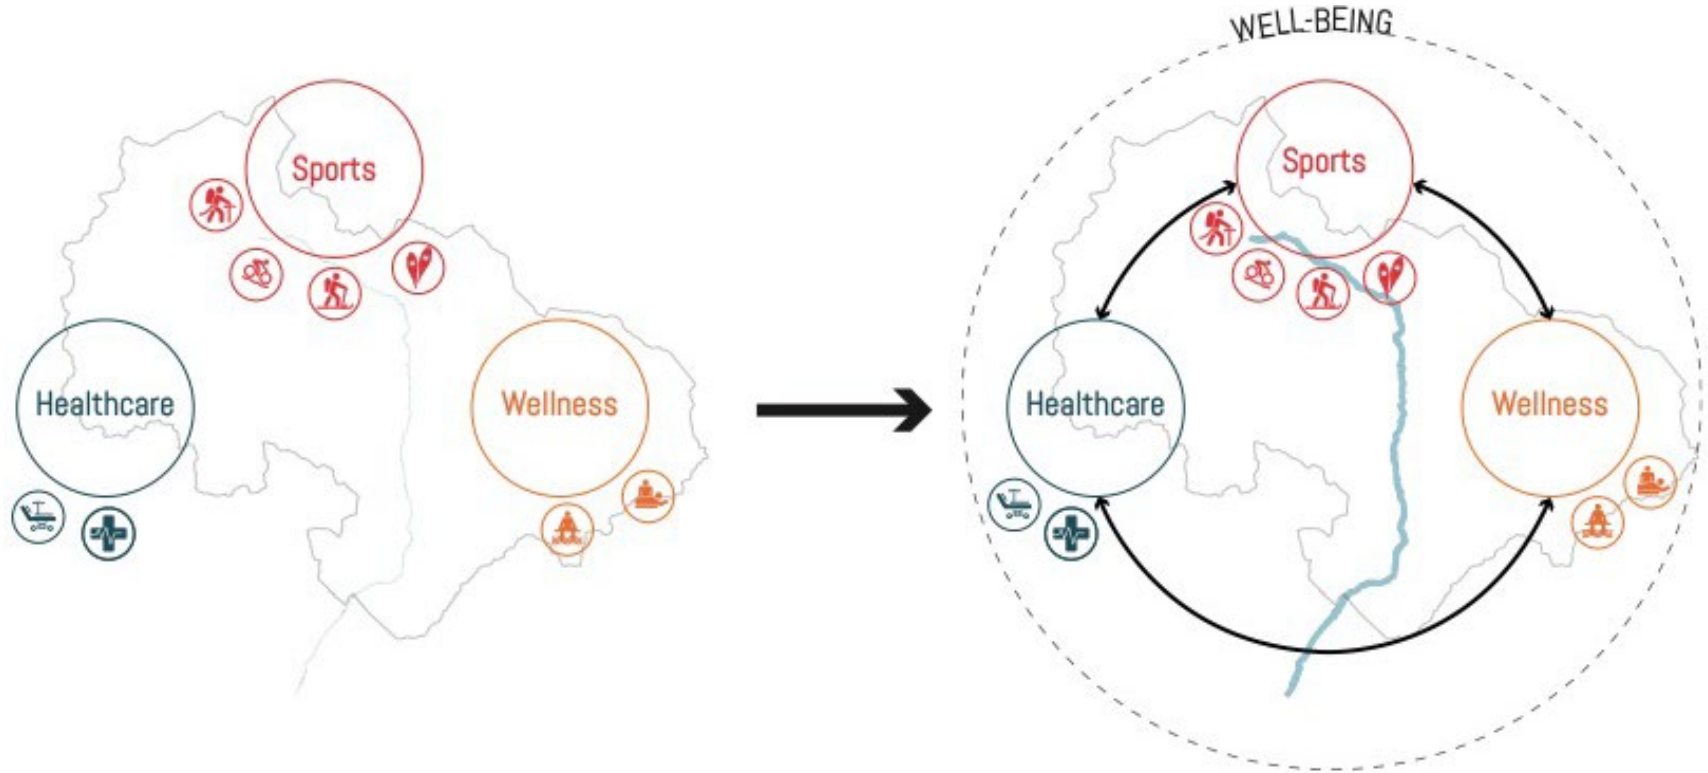 Sports
Healthcare
Wellness
WELL-BEING
Sports
Healthcare
Wellness